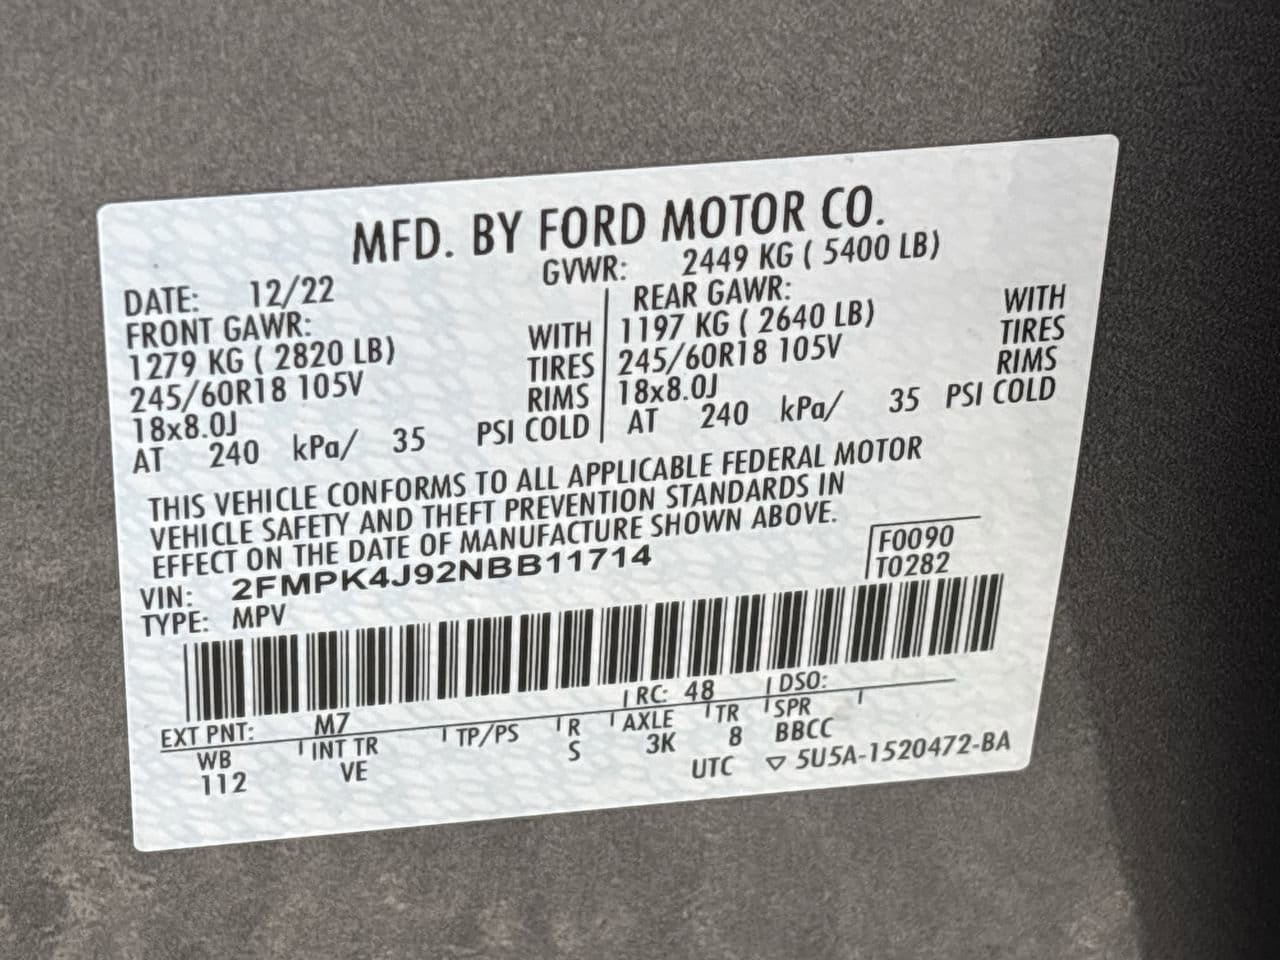 MFD. BY FORD MOTOR CO.
DATE: 12/22 GVWR: 2449 KG ( 5400 LB)
FRONT GAWR: REAR GAWR:
1279 KG ( 2820 LB) WITH 1197 KG ( 2640 LB) WITH
245/60R18 105V TIRES 245/60R18 105V TIRES
18x8.0J RIMS 18x8.0J RIMS
AT 240 kPa/ 35 PSI COLD AT 240 kPa/ 35 PSI COLD
THIS VEHICLE CONFORMS TO ALL APPLICABLE FEDERAL MOTOR
VEHICLE SAFETY AND THEFT PREVENTION STANDARDS IN
EFFECT ON THE DATE OF MANUFACTURE SHOWN ABOVE.
VIN: 2FMPK4J92NBB11714 F0090
TYPE: MPV T0282
EXT PNT: M7 RC: 48 DSO:
WB INT TR TP/PS R AXLE TR SPR
112 VE S 3K 8 BBCC
UTC ▽ 5U5A-1520472-BA